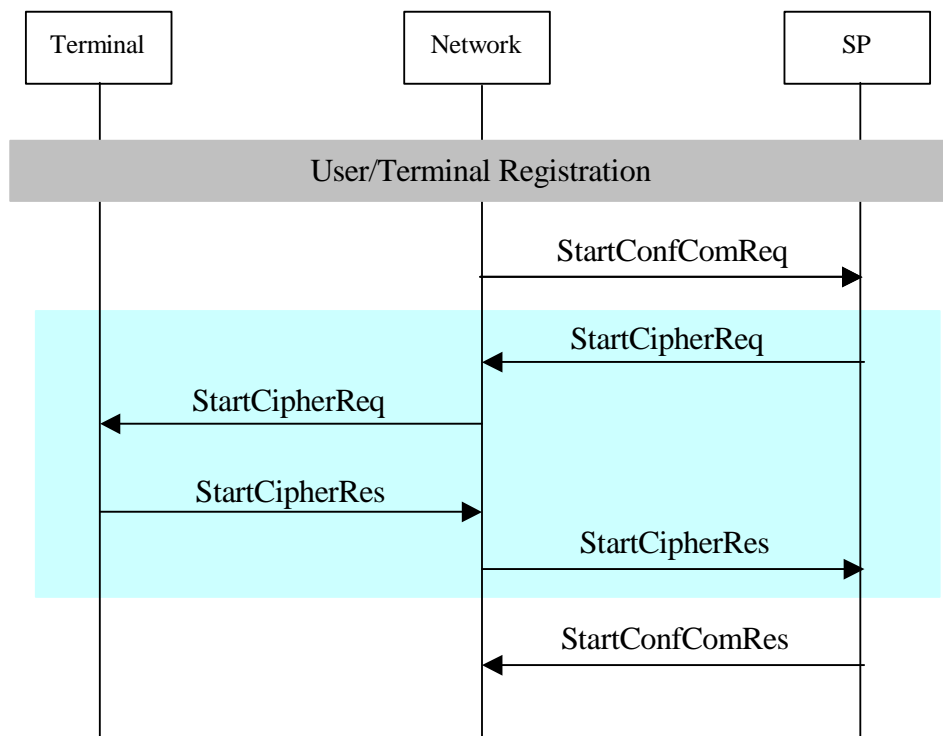 Terminal
Network
SP
User/Terminal Registration
StartConfComReq
StartCipherReq
StartCipherReq
StartCipherRes
StartCipherRes
StartConfComRes